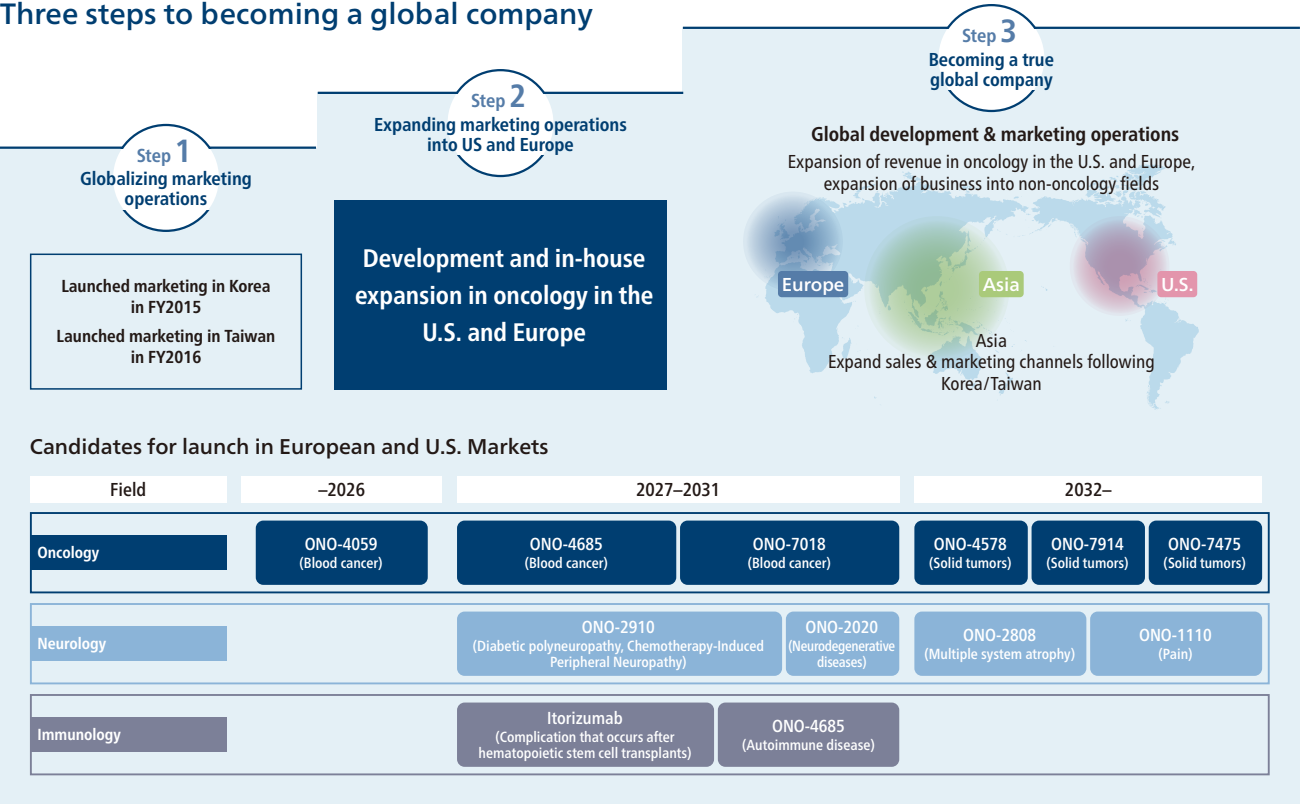 Three steps to becoming a global company
Step 1
Globalizing marketing
operations
Launched marketing in Korea
in FY2015
Launched marketing in Taiwan
in FY2016
Step 2
Expanding marketing operations
into US and Europe
Development and in-house
expansion in oncology in the
U.S. and Europe
Step 3
Becoming a true
global company
Global development & marketing operations
Expansion of revenue in oncology in the U.S. and Europe,
expansion of business into non-oncology fields
Europe
Asia
U.S.
Asia
Expand sales & marketing channels following
Korea/Taiwan
Candidates for launch in European and U.S. Markets
Field
–2026
2027–2031
2032–
Oncology
ONO-4059
(Blood cancer)
ONO-4685
(Blood cancer)
ONO-7018
(Blood cancer)
ONO-4578
(Solid tumors)
ONO-7914
(Solid tumors)
ONO-7475
(Solid tumors)
Neurology
ONO-2910
(Diabetic polyneuropathy, Chemotherapy-Induced
Peripheral Neuropathy)
ONO-2020
(Neurodegenerative
diseases)
ONO-2808
(Multiple system atrophy)
ONO-1110
(Pain)
Immunology
Itorizumab
(Complication that occurs after
hematopoietic stem cell transplants)
ONO-4685
(Autoimmune disease)